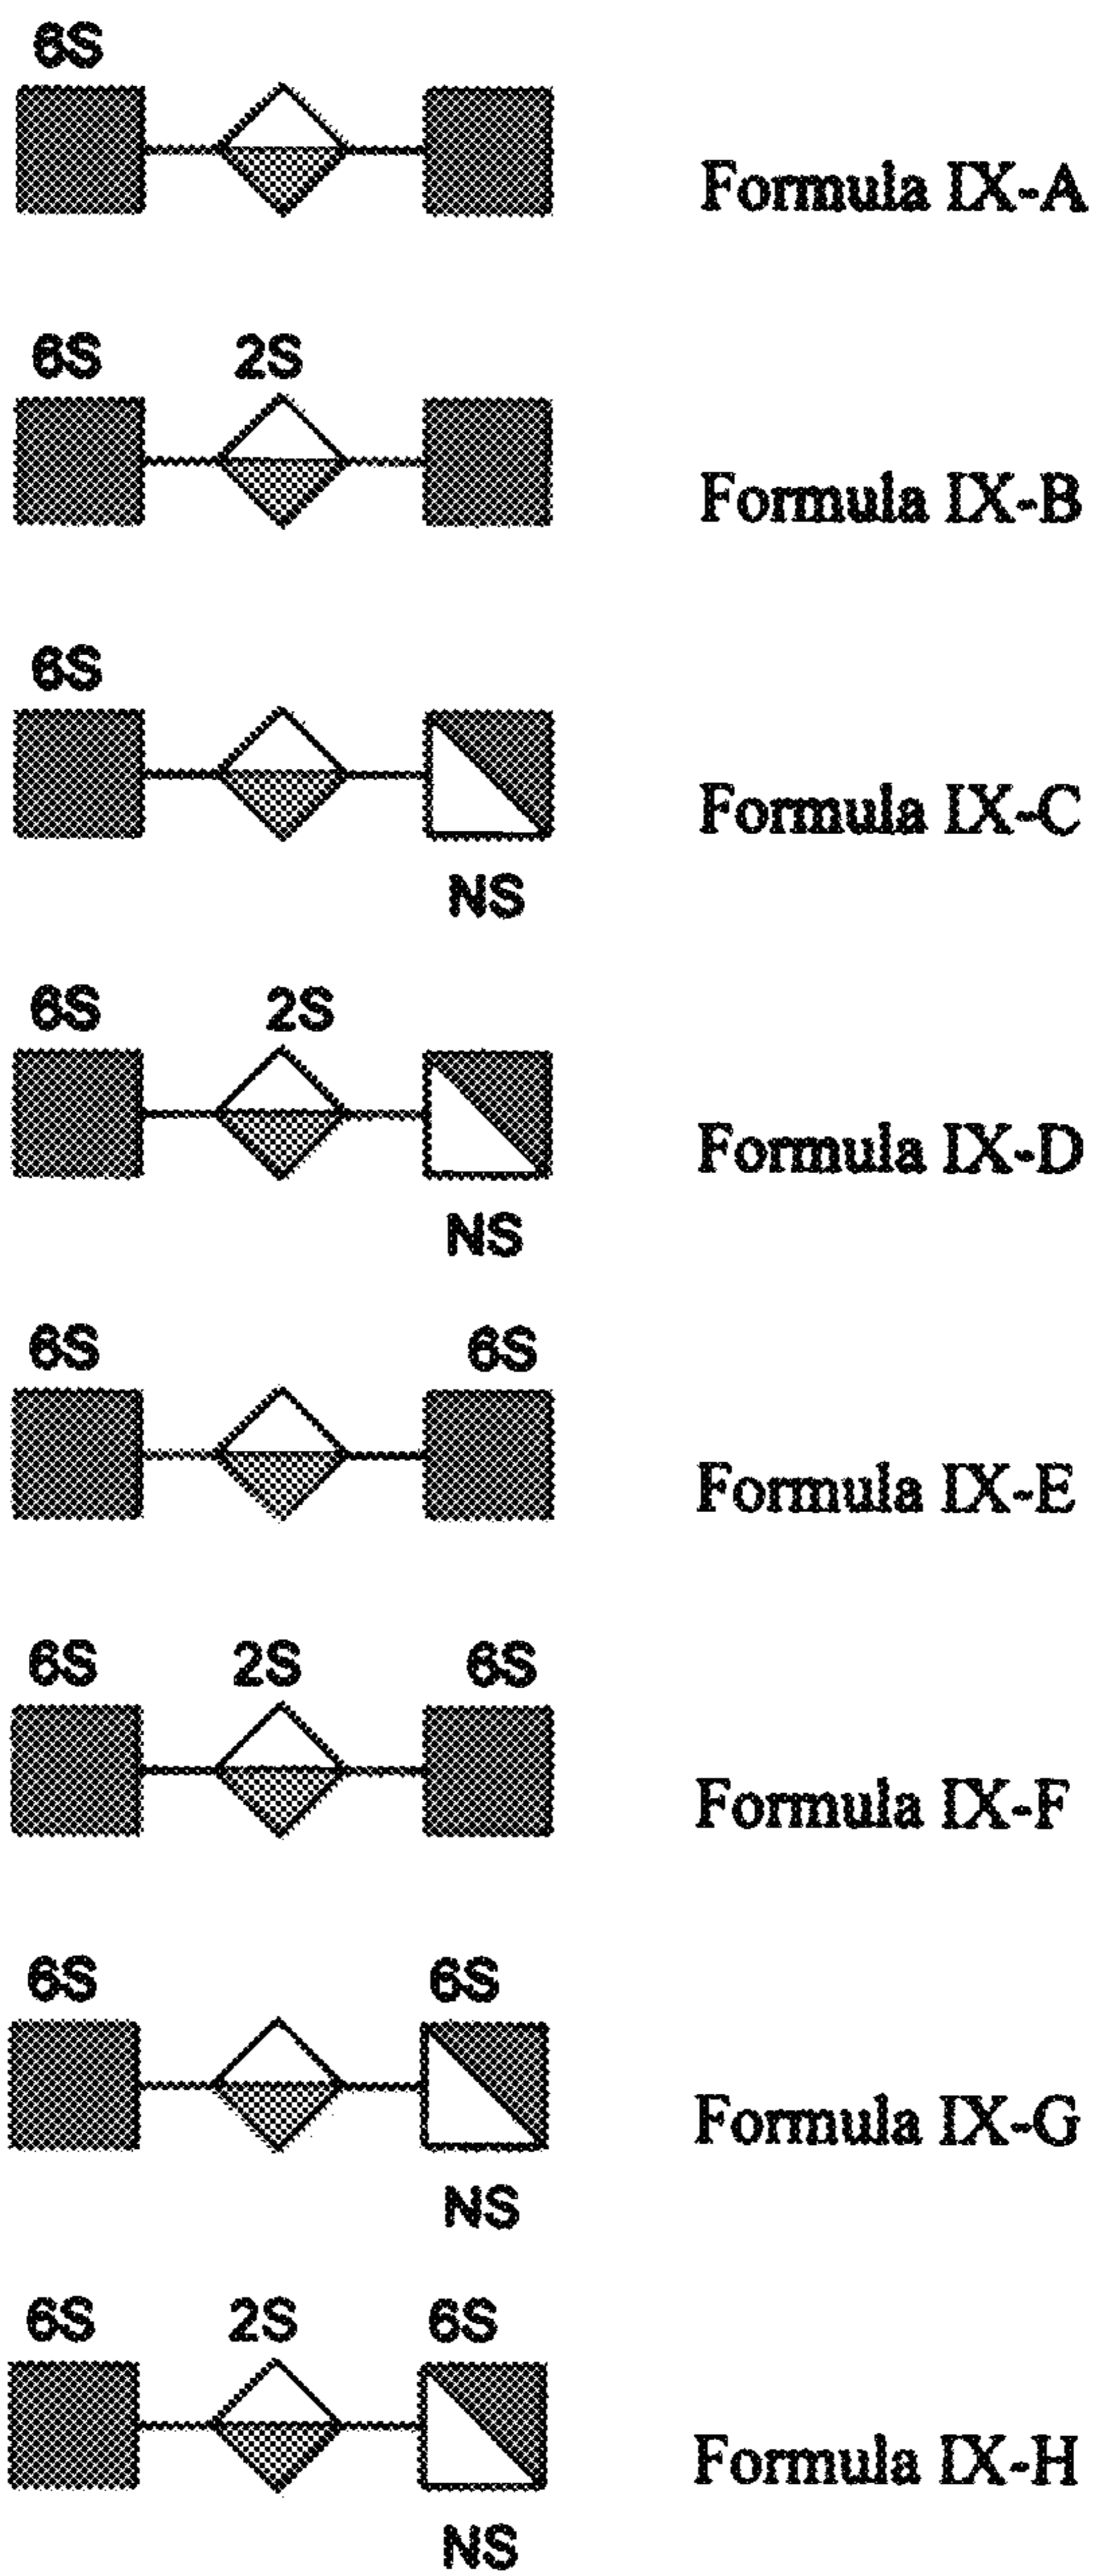 6S
Formula IX-A
6S 2S
Formula IX-B
6S
Formula IX-C
NS
6S 2S
Formula IX-D
NS
6S 6S
Formula IX-E
6S 2S 6S
Formula IX-F
6S 6S
Formula IX-G
NS
6S 2S 6S
Formula IX-H
NS